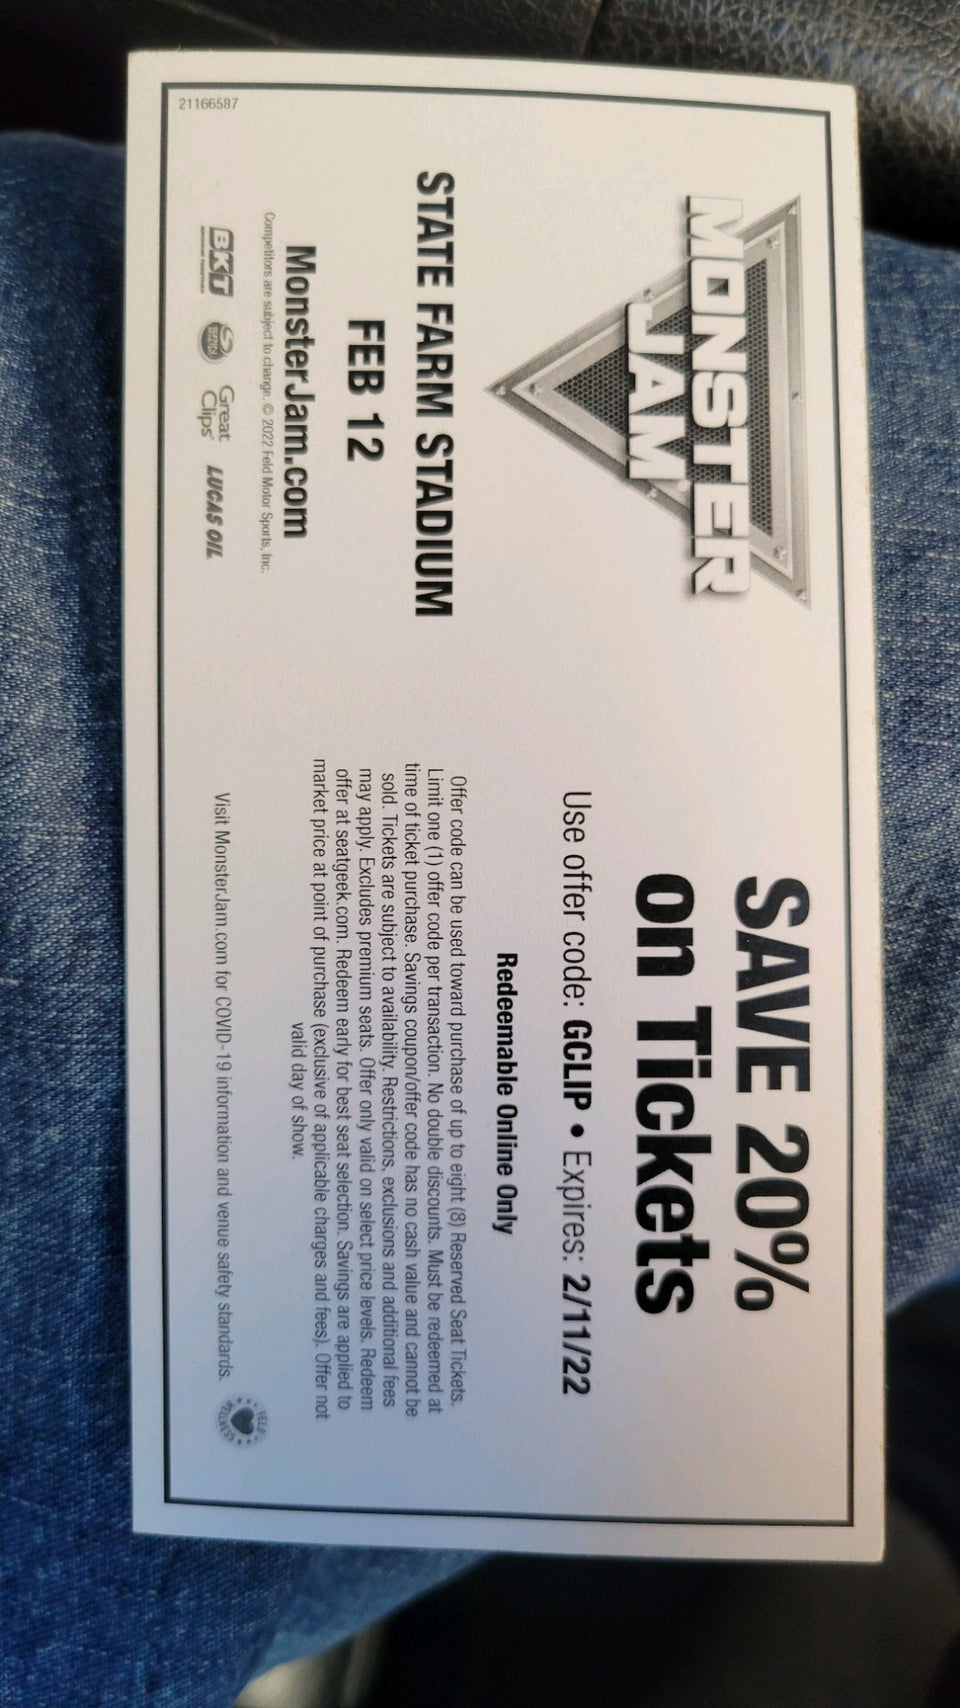 MONSTER
JAM
STATE FARM STADIUM
FEB 12
MonsterJam.com
Competitors are subject to change. © 2022 Feld Motor Sports, Inc.
BKT
SPIN MASTER
Great
Clips®
LUCAS OIL
21166587
SAVE 20%
on Tickets
Use offer code: GCLIP • Expires: 2/11/22
Redeemable Online Only
Offer code can be used toward purchase of up to eight (8) Reserved Seat Tickets.
Limit one (1) offer code per transaction. No double discounts. Must be redeemed at
time of ticket purchase. Savings coupon/offer code has no cash value and cannot be
sold. Tickets are subject to availability. Restrictions, exclusions and additional fees
may apply. Excludes premium seats. Offer only valid on select price levels. Redeem
offer at seatgeek.com. Redeem early for best seat selection. Savings are applied to
market price at point of purchase (exclusive of applicable charges and fees). Offer not
valid day of show.
Visit MonsterJam.com for COVID-19 information and venue safety standards.
FELD
WELLNESS